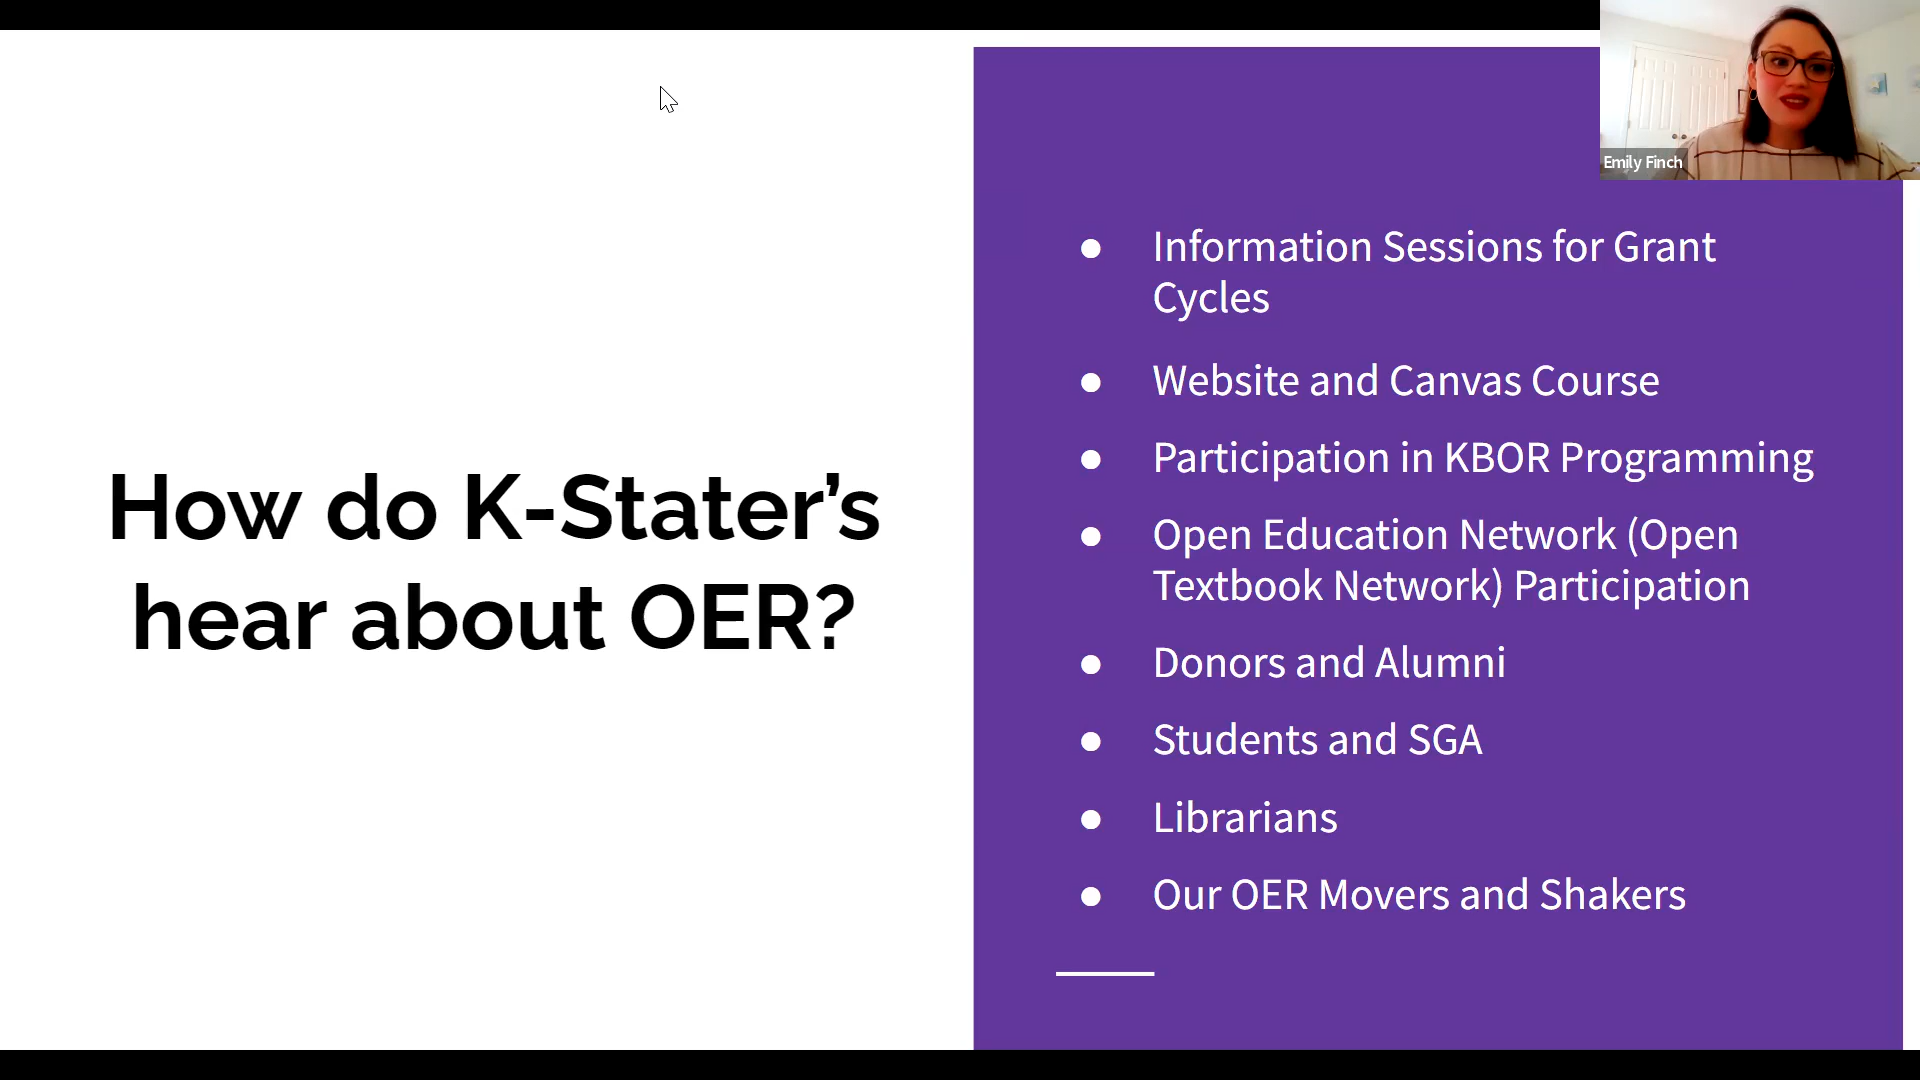 How do K-Stater’s
hear about OER?
Emily Finch
● Information Sessions for Grant
Cycles
● Website and Canvas Course
● Participation in KBOR Programming
● Open Education Network (Open
Textbook Network) Participation
● Donors and Alumni
● Students and SGA
● Librarians
● Our OER Movers and Shakers